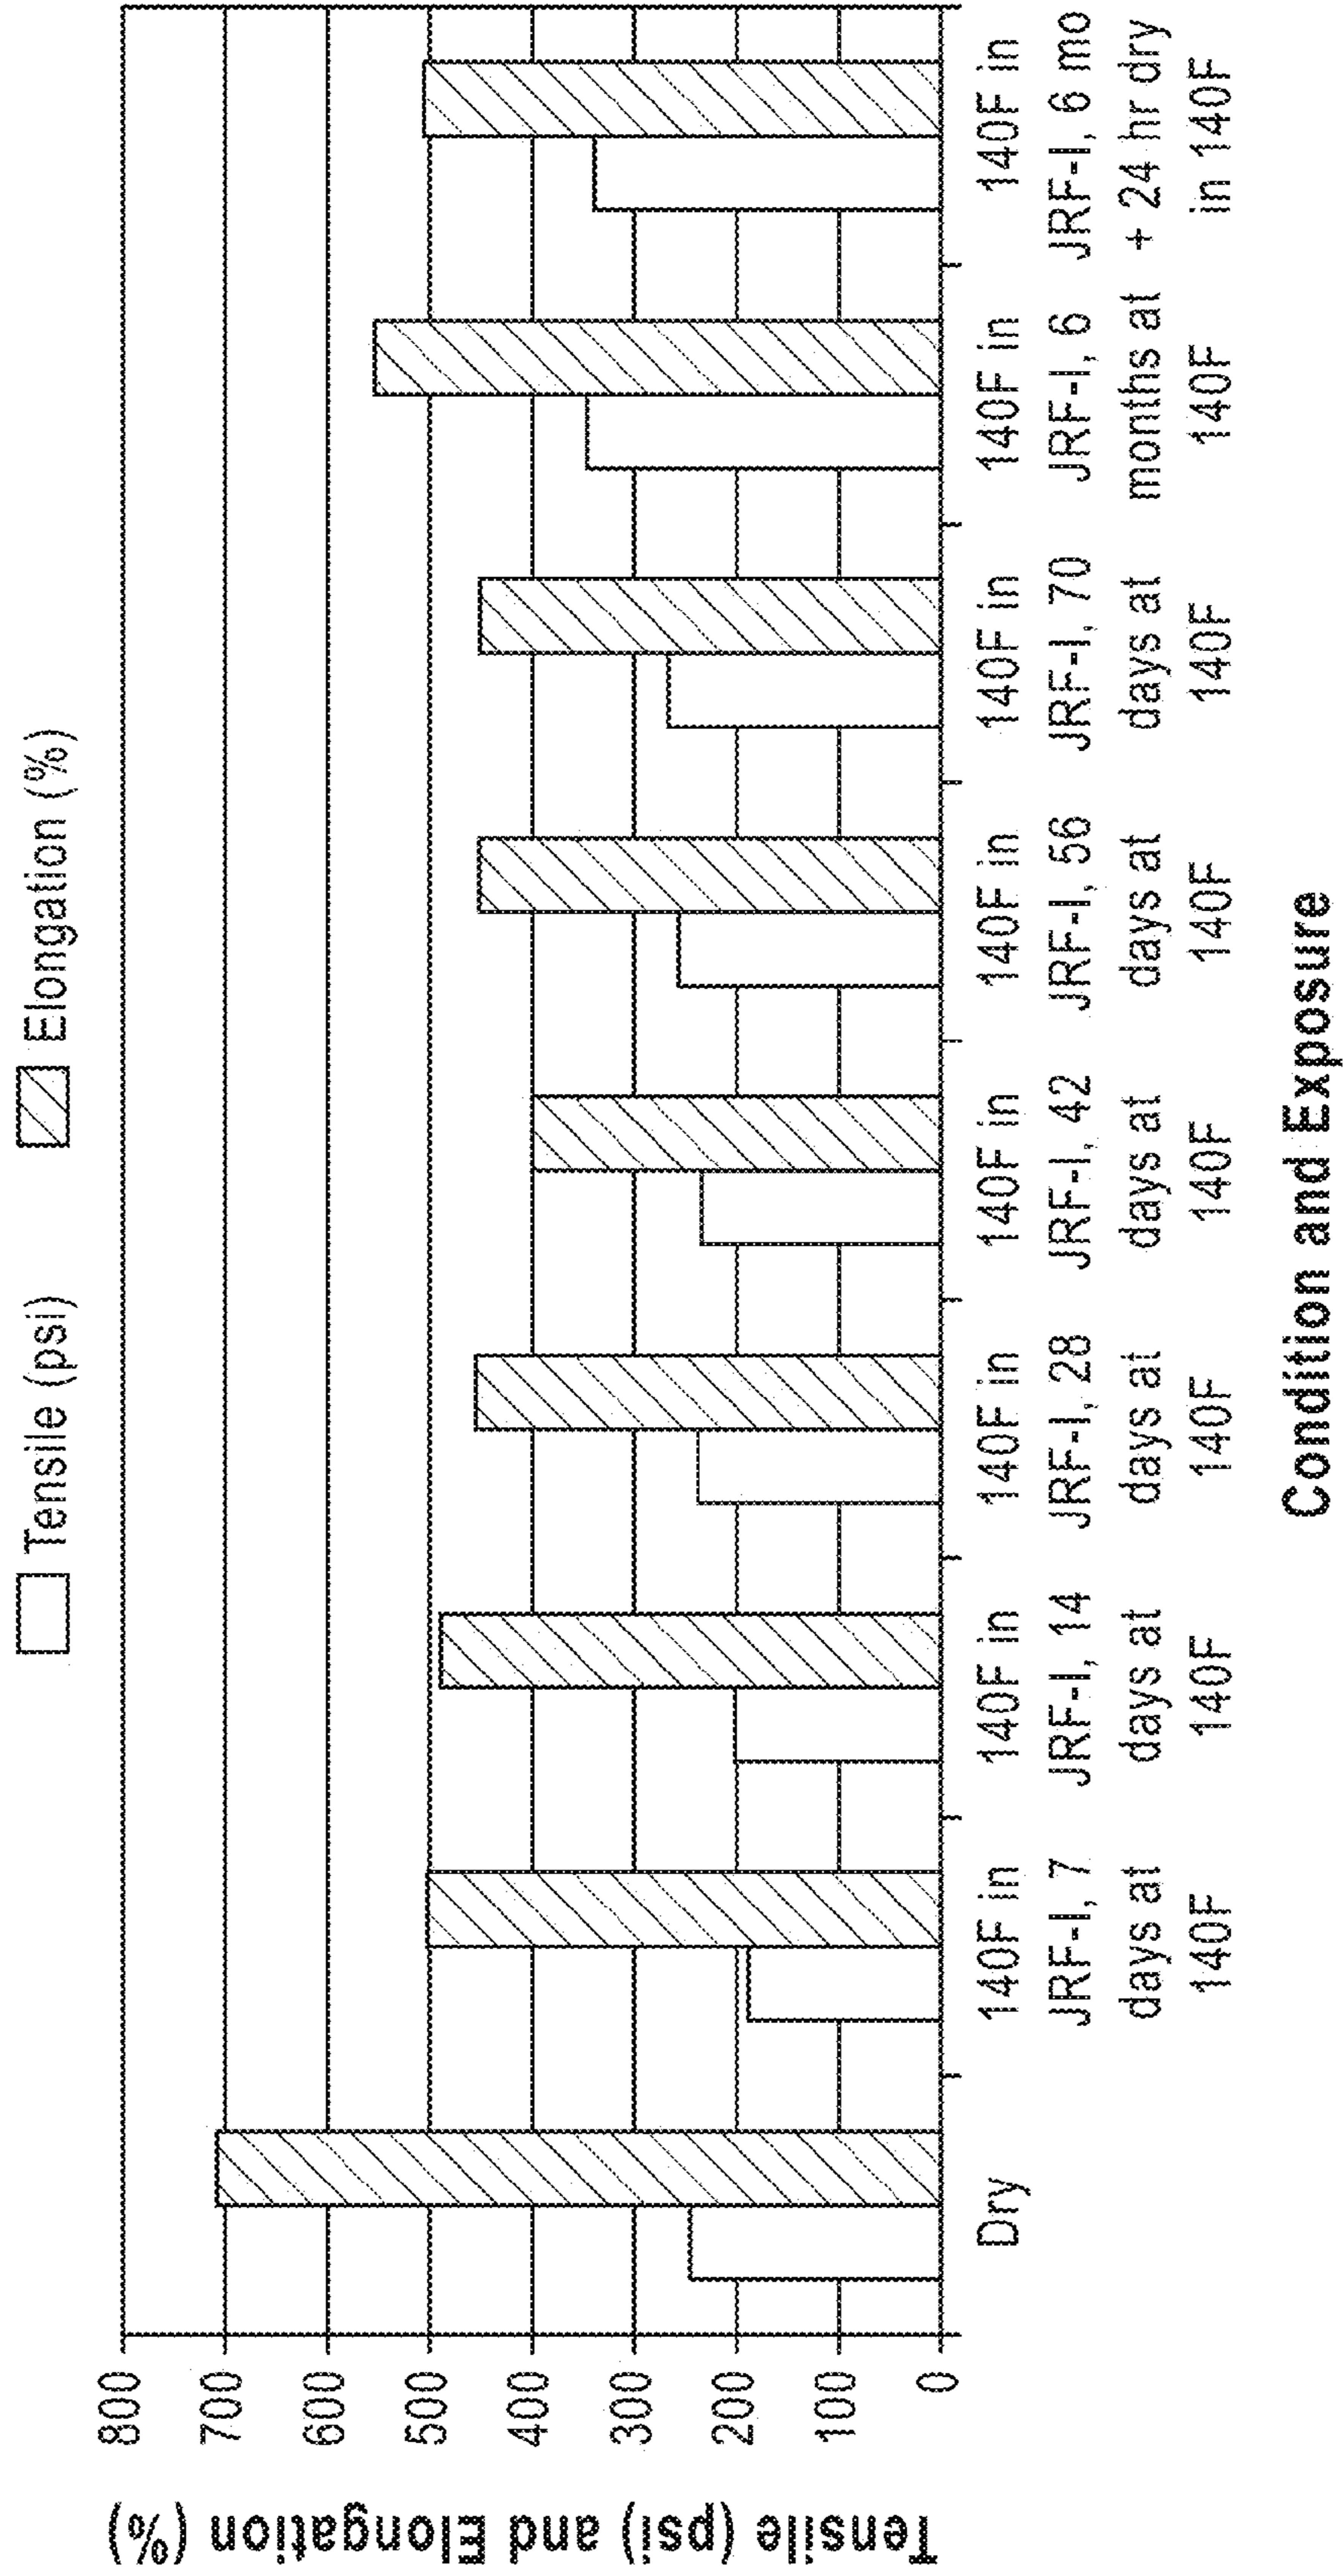 Tensile (psi)
Elongation (%)
Tensile (psi) and Elongation (%)
800
700
600
500
400
300
200
100
0
Dry
140F in
JRF-I, 7
days at
140F
140F in
JRF-I, 14
days at
140F
140F in
JRF-I, 28
days at
140F
140F in
JRF-I, 42
days at
140F
140F in
JRF-I, 56
days at
140F
140F in
JRF-I, 70
days at
140F
140F in
JRF-I, 6
months at
140F
140F in
JRF-I, 6 mo
+ 24 hr dry
in 140F
Condition and Exposure